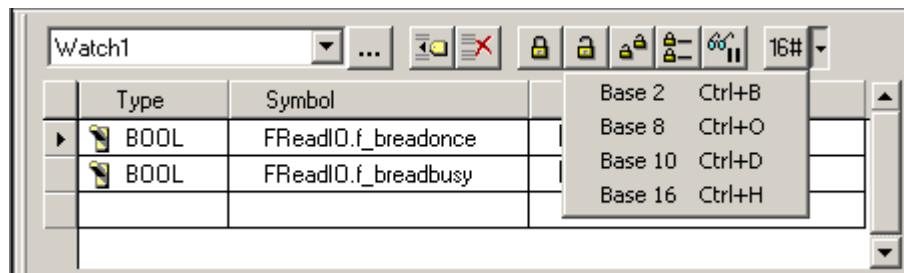 Watch1 ... 16#
Type Symbol
Base 2 Ctrl+B
Base 8 Ctrl+O
Base 10 Ctrl+D
Base 16 Ctrl+H
BOOL FReadIO.f_breadonce
BOOL FReadIO.f_breadbusy